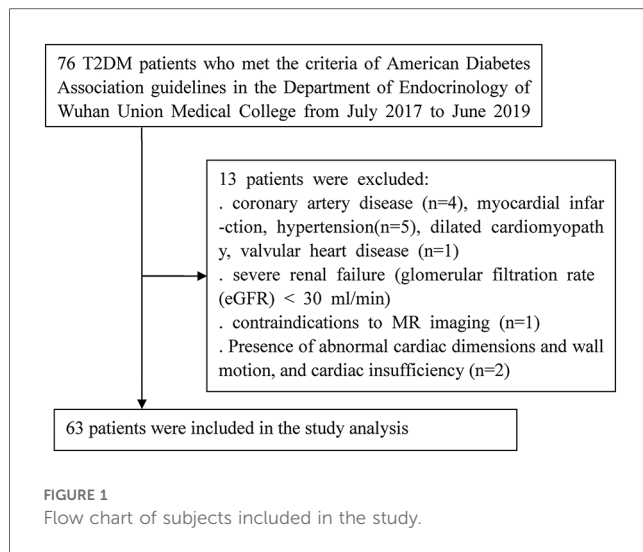 76 T2DM patients who met the criteria of American Diabetes
Association guidelines in the Department of Endocrinology of
Wuhan Union Medical College from July 2017 to June 2019
13 patients were excluded:
. coronary artery disease (n=4), myocardial infar
-ction, hypertension(n=5), dilated cardiomyopath
y, valvular heart disease (n=1)
. severe renal failure (glomerular filtration rate
(eGFR) < 30 ml/min)
. contraindications to MR imaging (n=1)
. Presence of abnormal cardiac dimensions and wall
motion, and cardiac insufficiency (n=2)
63 patients were included in the study analysis
FIGURE 1
Flow chart of subjects included in the study.